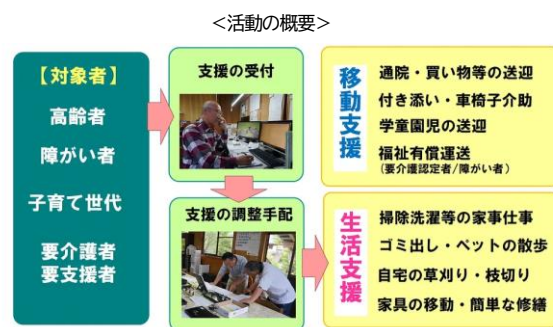 <活動の概要>
【対象者】
高齢者
障がい者
子育て世代
要介護者
要支援者
支援の受付
支援の調整手配
移動支援
通院・買い物等の送迎
付き添い・車椅子介助
学童園児の送迎
福祉有償運送
(要介護認定者/障がい者)
生活支援
掃除洗濯等の家事仕事
ゴミ出し・ペットの散歩
自宅の草刈り・枝切り
家具の移動・簡単な修繕